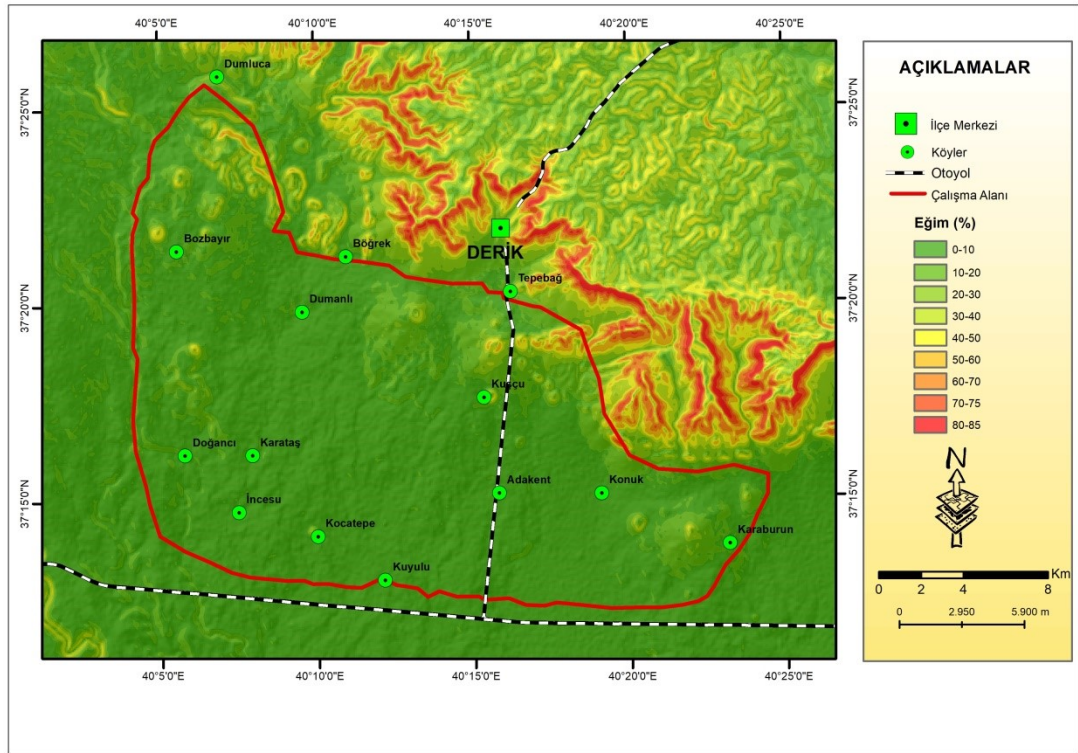 40°5'0"E 40°10'0"E 40°15'0"E 40°20'0"E 40°25'0"E
37°25'0"N
37°20'0"N
37°15'0"N
Dumluca
Bozbayır
Böğrek
DERİK
Tepebağ
Dumanlı
Kuşçu
Doğancı
Karataş
Adakent
Konuk
İncesu
Kocatepe
Karaburun
Kuyulu
37°25'0"N
37°20'0"N
37°15'0"N
40°5'0"E 40°10'0"E 40°15'0"E 40°20'0"E 40°25'0"E
AÇIKLAMALAR
İlçe Merkezi
Köyler
Otoyol
Çalışma Alanı
Eğim (%)
0-10
10-20
20-30
30-40
40-50
50-60
60-70
70-75
80-85
N
Km
0 2 4 8
0 2.950 5.900 m